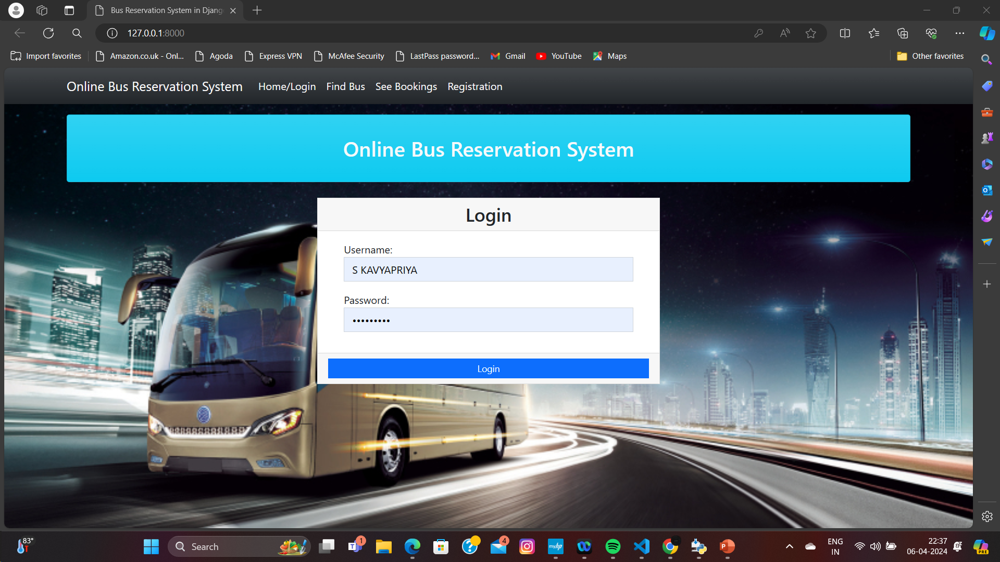 Bus Reservation System in Djang
127.0.0.1:8000
Import favorites
Amazon.co.uk - Onl...
Agoda
Express VPN
McAfee Security
LastPass password...
Gmail
YouTube
Maps
Other favorites
Online Bus Reservation System
Home/Login
Find Bus
See Bookings
Registration
Online Bus Reservation System
Login
Username:
S KAVYAPRIYA
Password:
•••••••••
Login
83°
Search
1
4
myhp
ENG
IN
22:37
06-04-2024
PRE